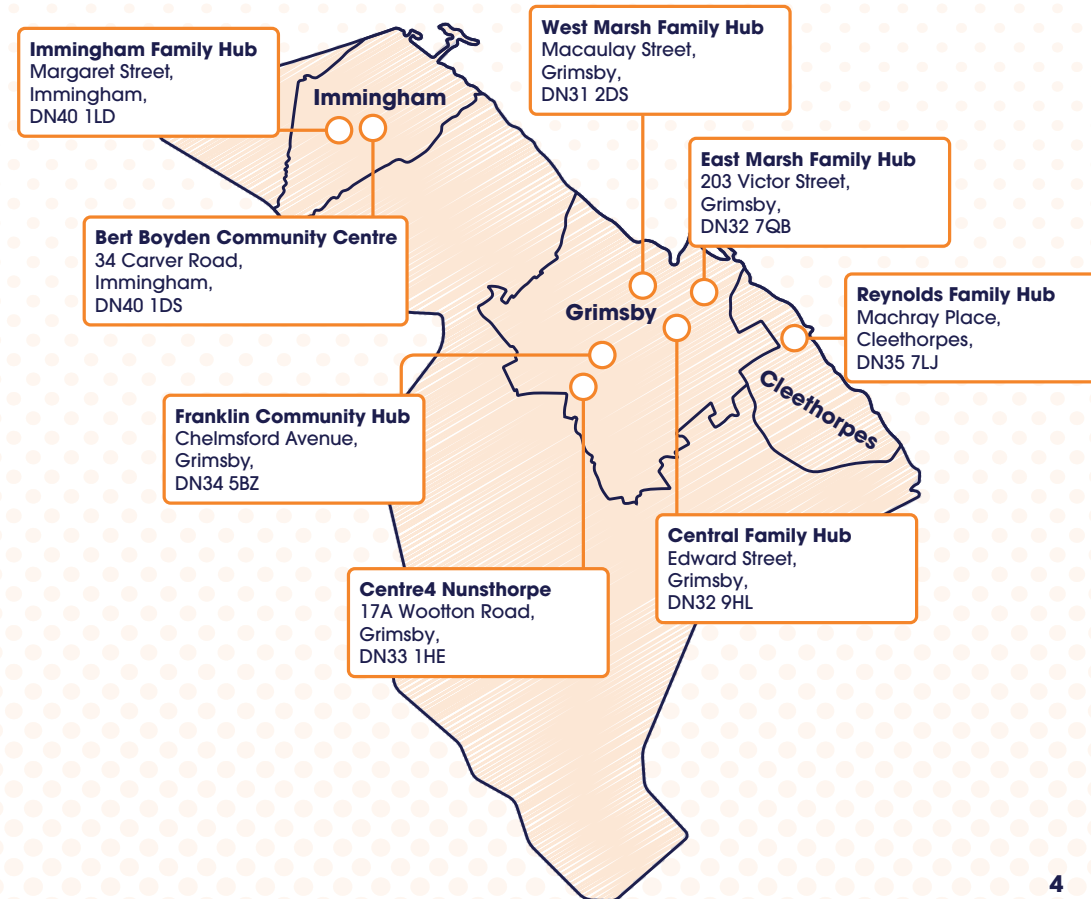 Immingham Family Hub
Margaret Street,
Immingham,
DN40 1LD
West Marsh Family Hub
Macaulay Street,
Grimsby,
DN31 2DS
Immingham
East Marsh Family Hub
203 Victor Street,
Grimsby,
DN32 7QB
Bert Boyden Community Centre
34 Carver Road,
Immingham,
DN40 1DS
Reynolds Family Hub
Machray Place,
Cleethorpes,
DN35 7LJ
Grimsby
Cleethorpes
Franklin Community Hub
Chelmsford Avenue,
Grimsby,
DN34 5BZ
Central Family Hub
Edward Street,
Grimsby,
DN32 9HL
Centre4 Nunsthorpe
17A Wootton Road,
Grimsby,
DN33 1HE
4